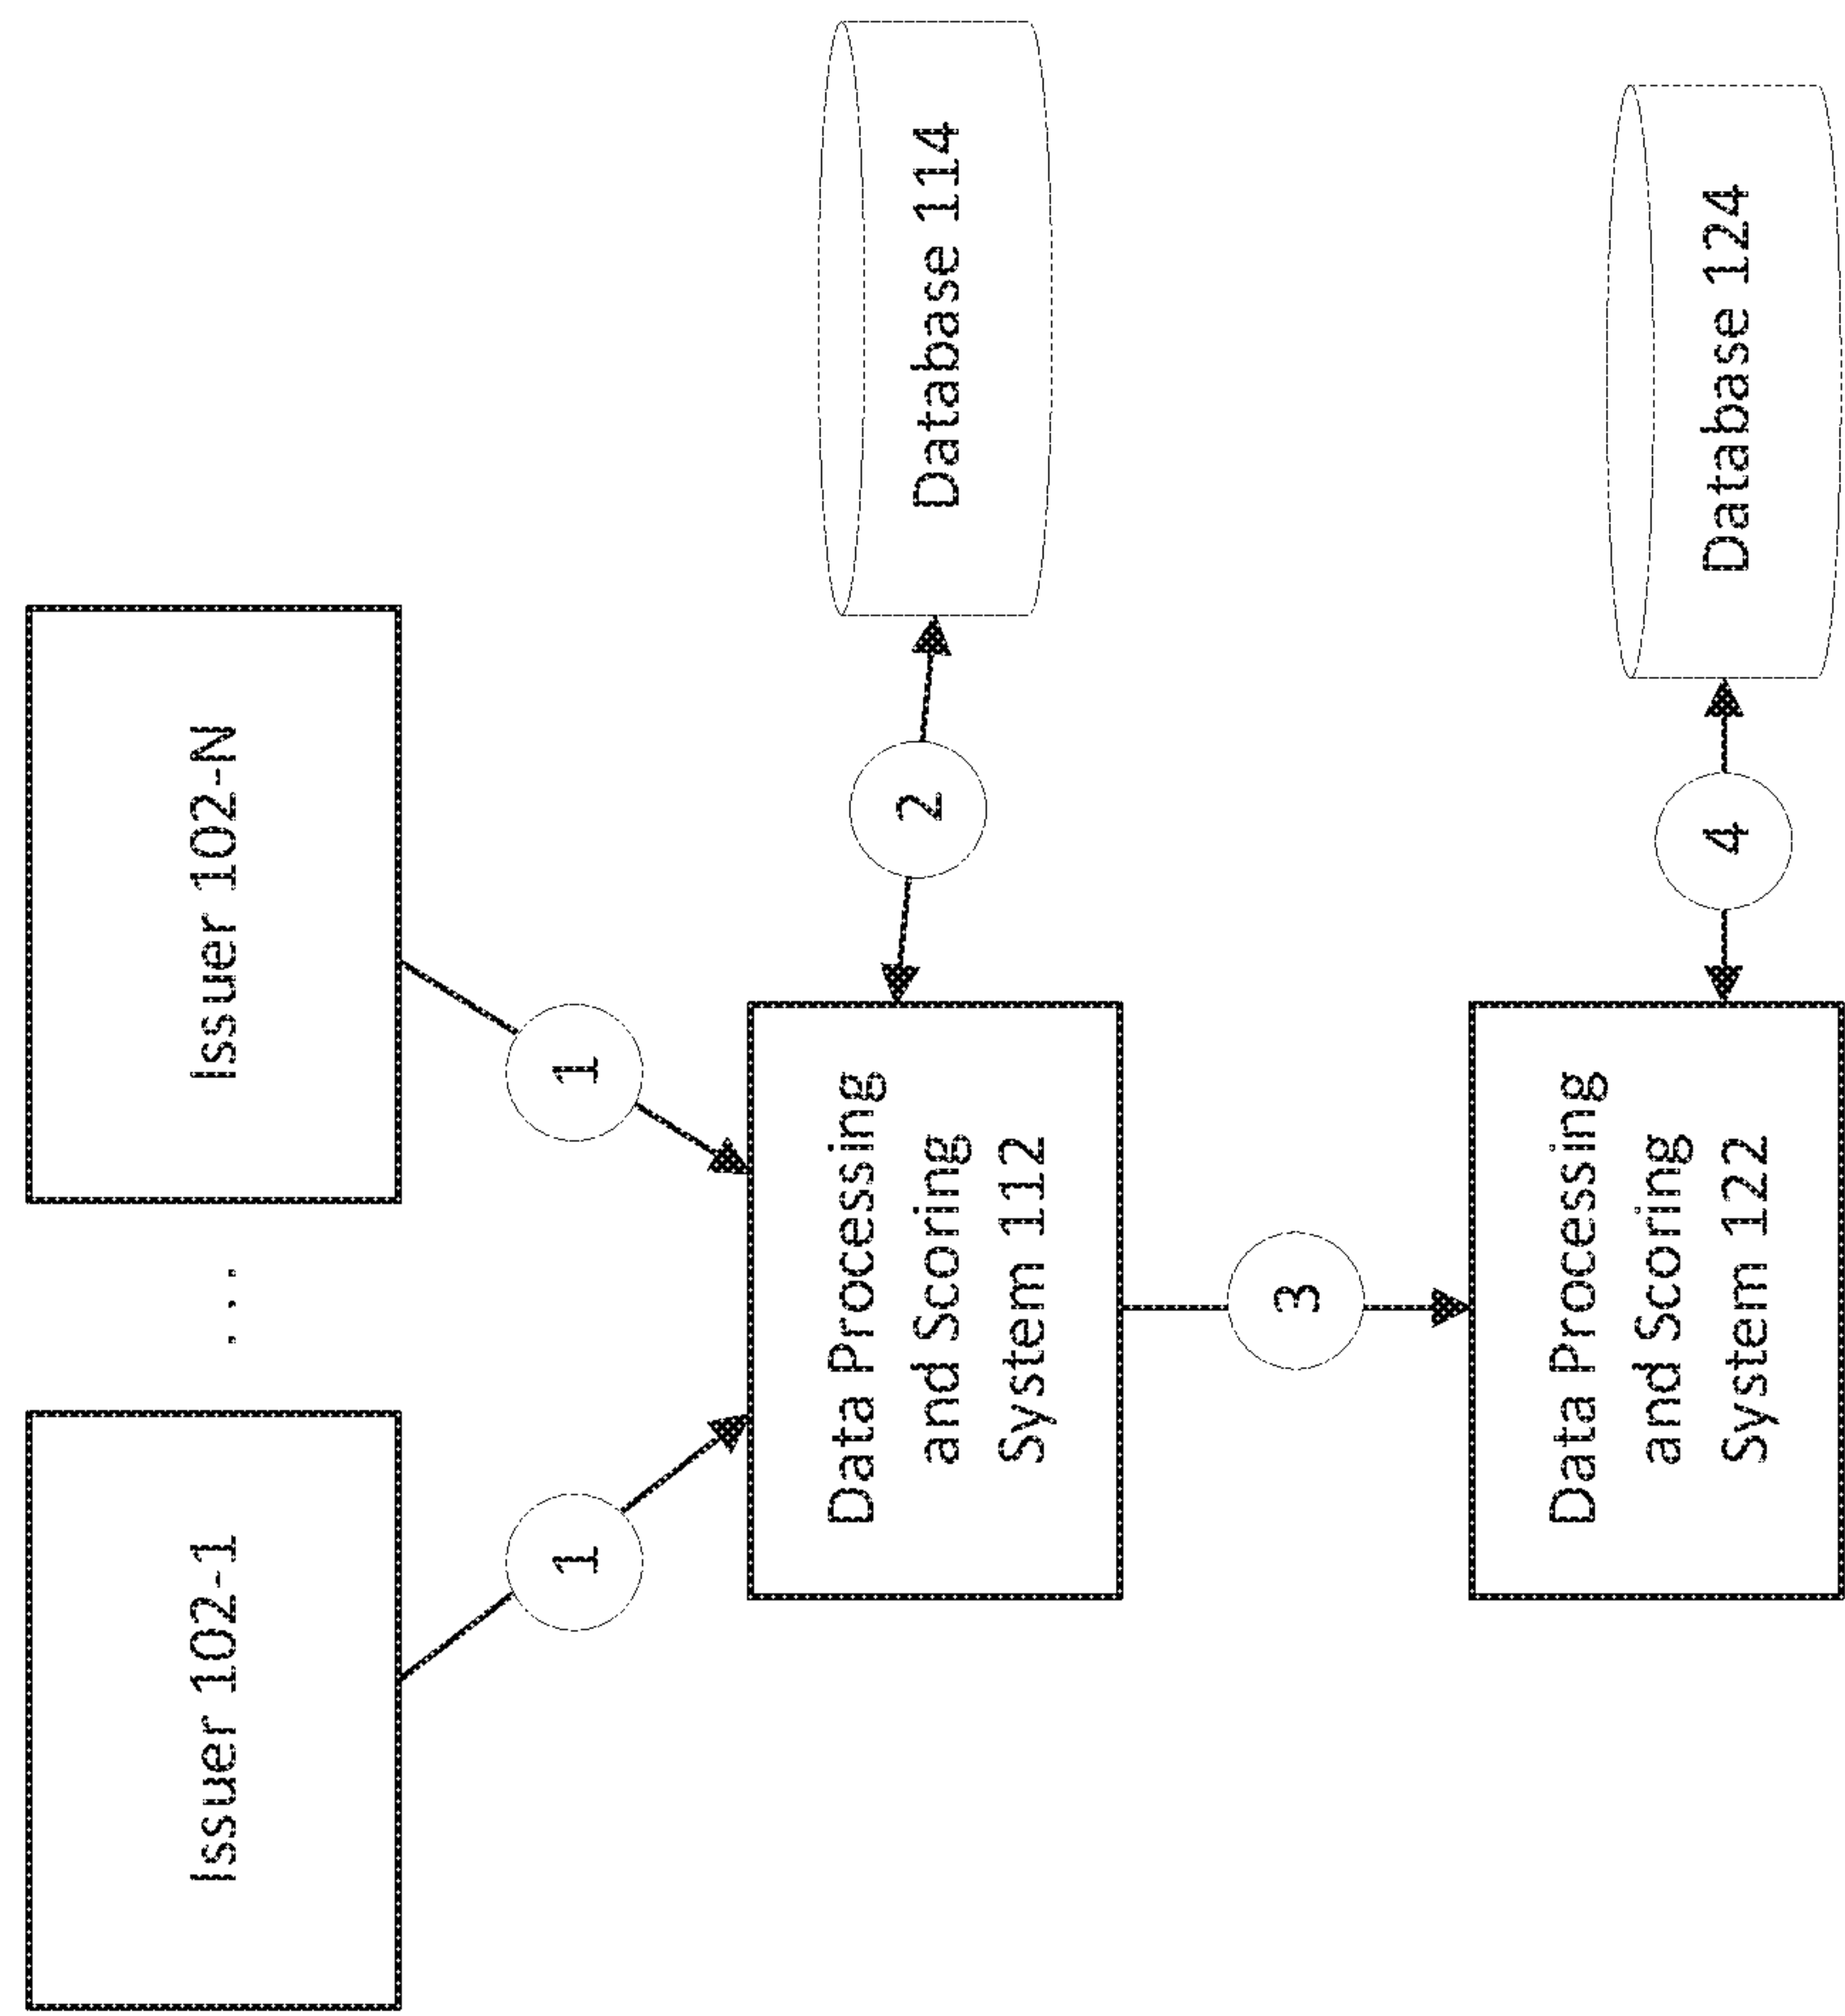 Issuer 102-1
. . .
Issuer 102-N
1
1
Data Processing
and Scoring
System 112
2
Database 114
3
Data Processing
and Scoring
System 122
4
Database 124